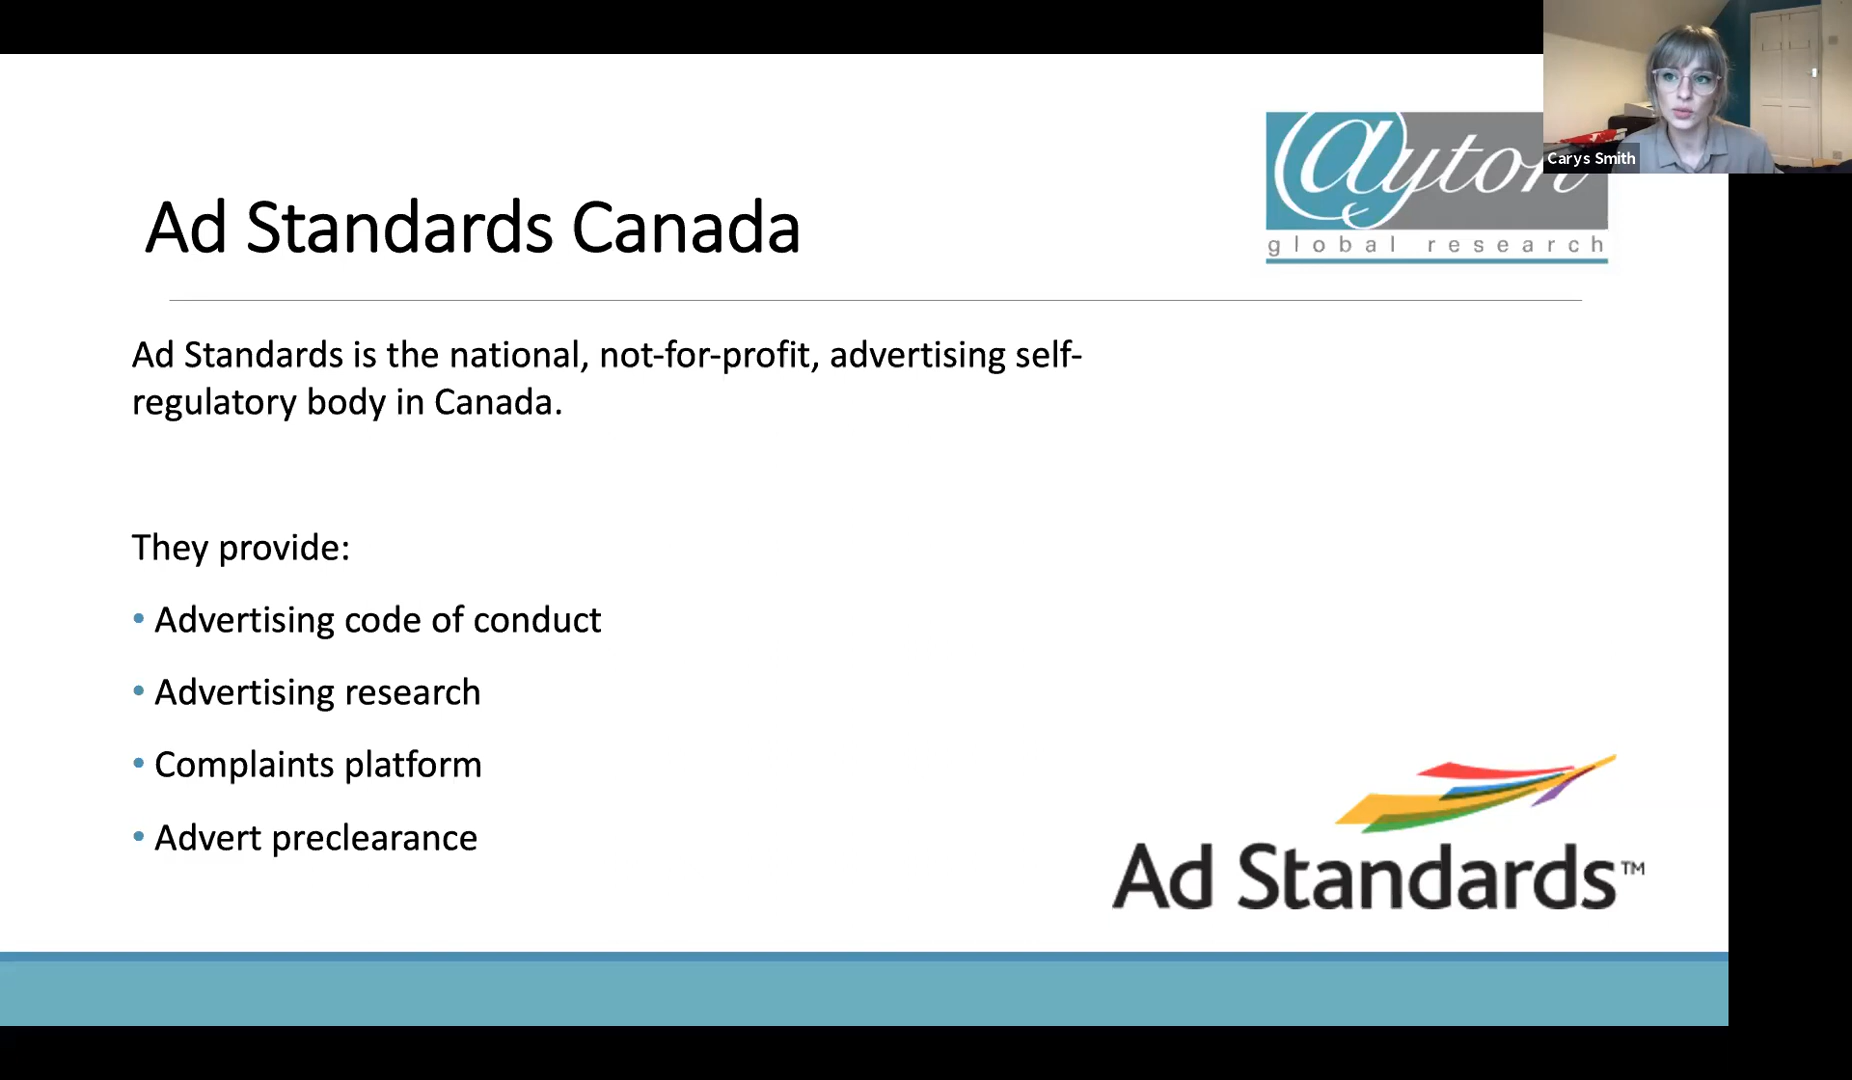 Ayton
global research
Carys Smith
Ad Standards Canada
Ad Standards is the national, not-for-profit, advertising self-
regulatory body in Canada.
They provide:
• Advertising code of conduct
• Advertising research
• Complaints platform
• Advert preclearance
Ad Standards™